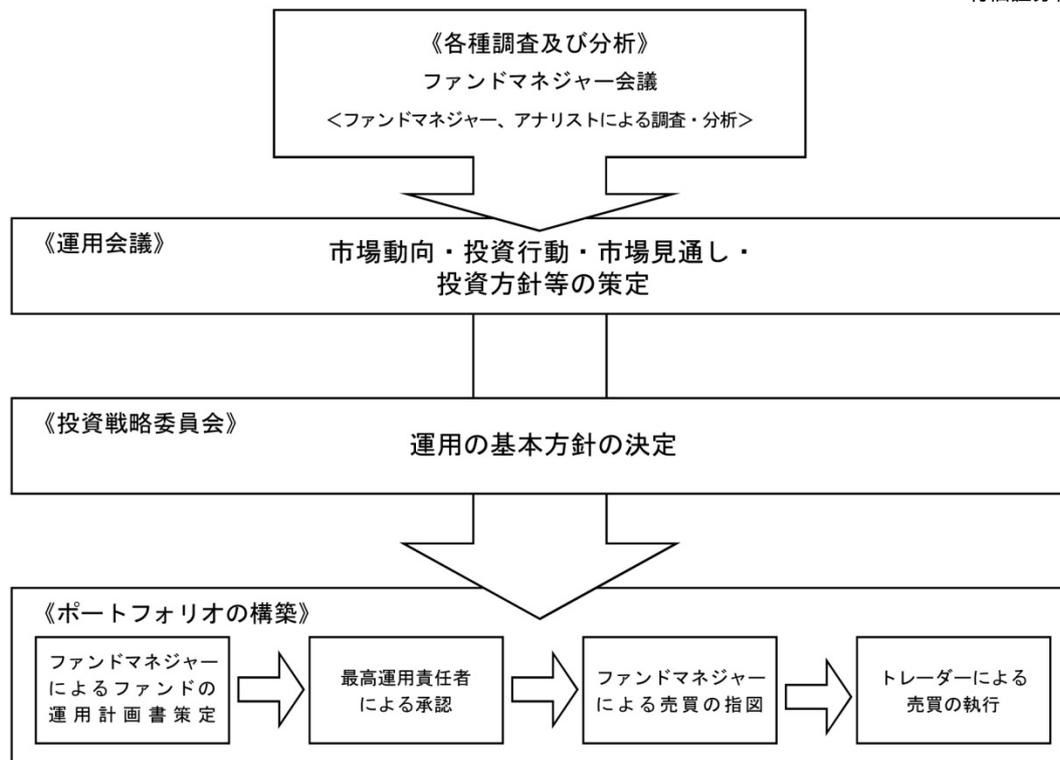 《各種調査及び分析》
ファンドマネジャー会議
<ファンドマネジャー、アナリストによる調査・分析>
《運用会議》
市場動向・投資行動・市場見通し・
投資方針等の策定
《投資戦略委員会》
運用の基本方針の決定
《ポートフォリオの構築》
ファンドマネジャー
によるファンドの
運用計画書策定
最高運用責任者
による承認
ファンドマネジャー
による売買の指図
トレーダーによる
売買の執行